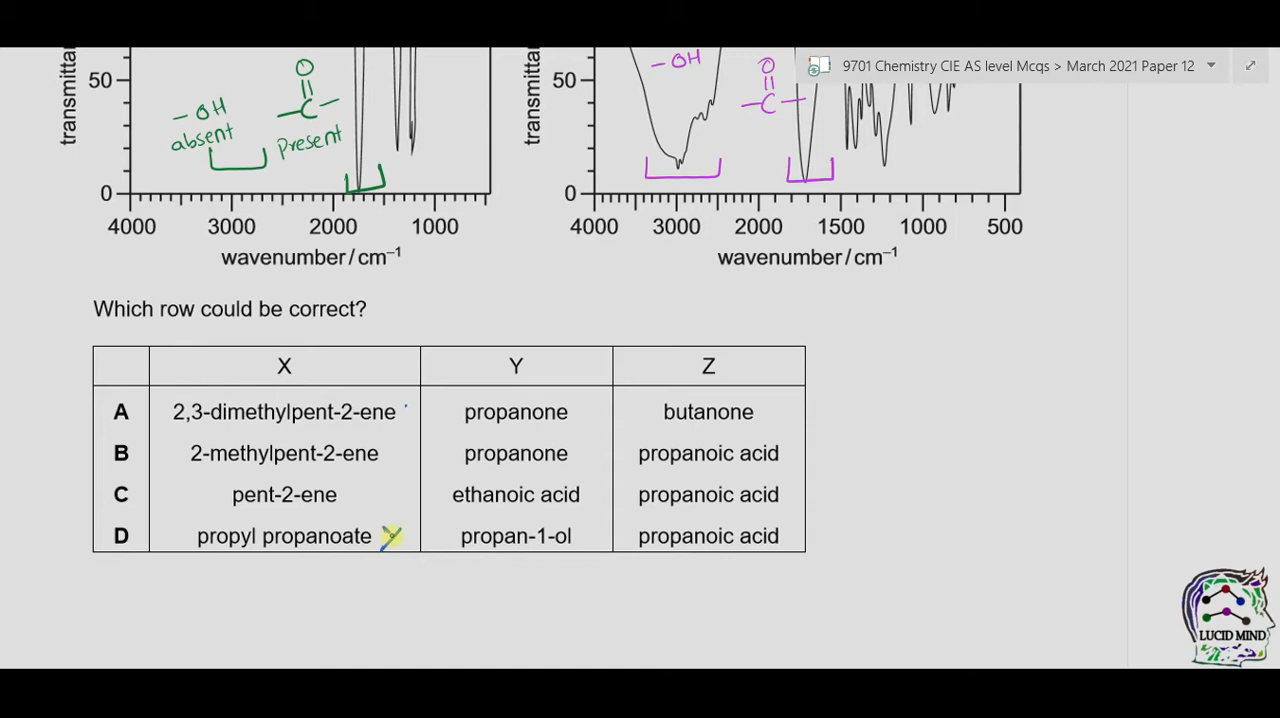 9701 Chemistry CIE AS level Mcqs > March 2021 Paper 12
transmitta
50
0
- OH
absent
O
C
Present
4000 3000 2000 1000
wavenumber / cm⁻¹
transmitta
50
0
- OH
O
C
4000 3000 2000 1500 1000 500
wavenumber / cm⁻¹
Which row could be correct?
X Y Z
A 2,3-dimethylpent-2-ene propanone butanone
B 2-methylpent-2-ene propanone propanoic acid
C pent-2-ene ethanoic acid propanoic acid
D propyl propanoate propan-1-ol propanoic acid
LUCID MIND